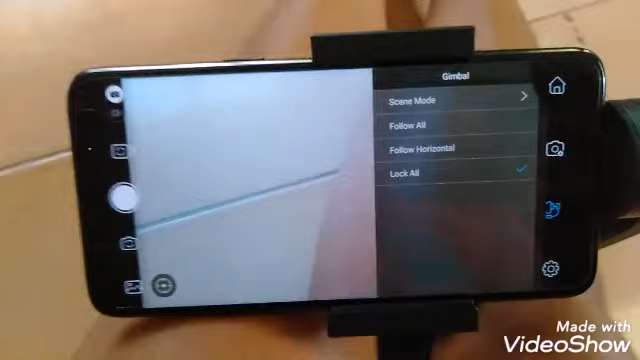 Gimbal
Scene Mode
Follow All
Follow Horizontal
Lock All
Made with
VideoShow